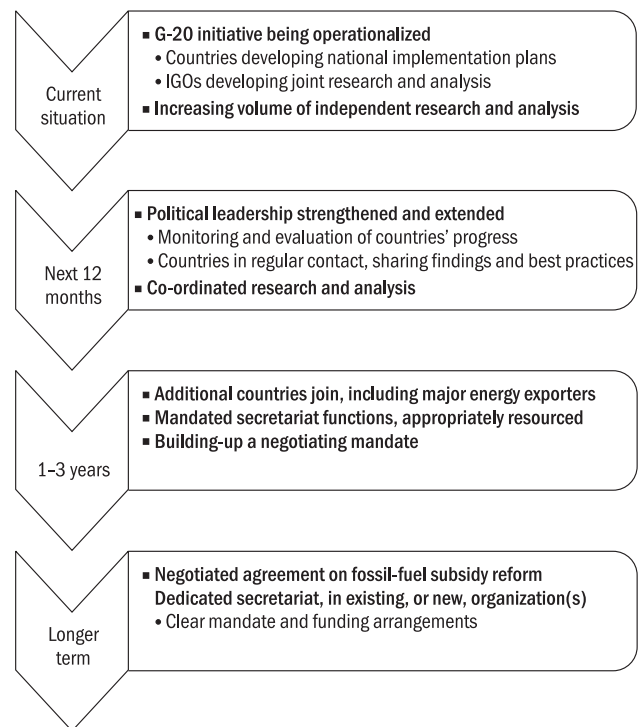 Current
situation
▪ G-20 initiative being operationalized
• Countries developing national implementation plans
• IGOs developing joint research and analysis
▪ Increasing volume of independent research and analysis
Next 12
months
▪ Political leadership strengthened and extended
• Monitoring and evaluation of countries’ progress
• Countries in regular contact, sharing findings and best practices
▪ Co-ordinated research and analysis
1–3 years
▪ Additional countries join, including major energy exporters
▪ Mandated secretariat functions, appropriately resourced
▪ Building-up a negotiating mandate
Longer
term
▪ Negotiated agreement on fossil-fuel subsidy reform
Dedicated secretariat, in existing, or new, organization(s)
• Clear mandate and funding arrangements